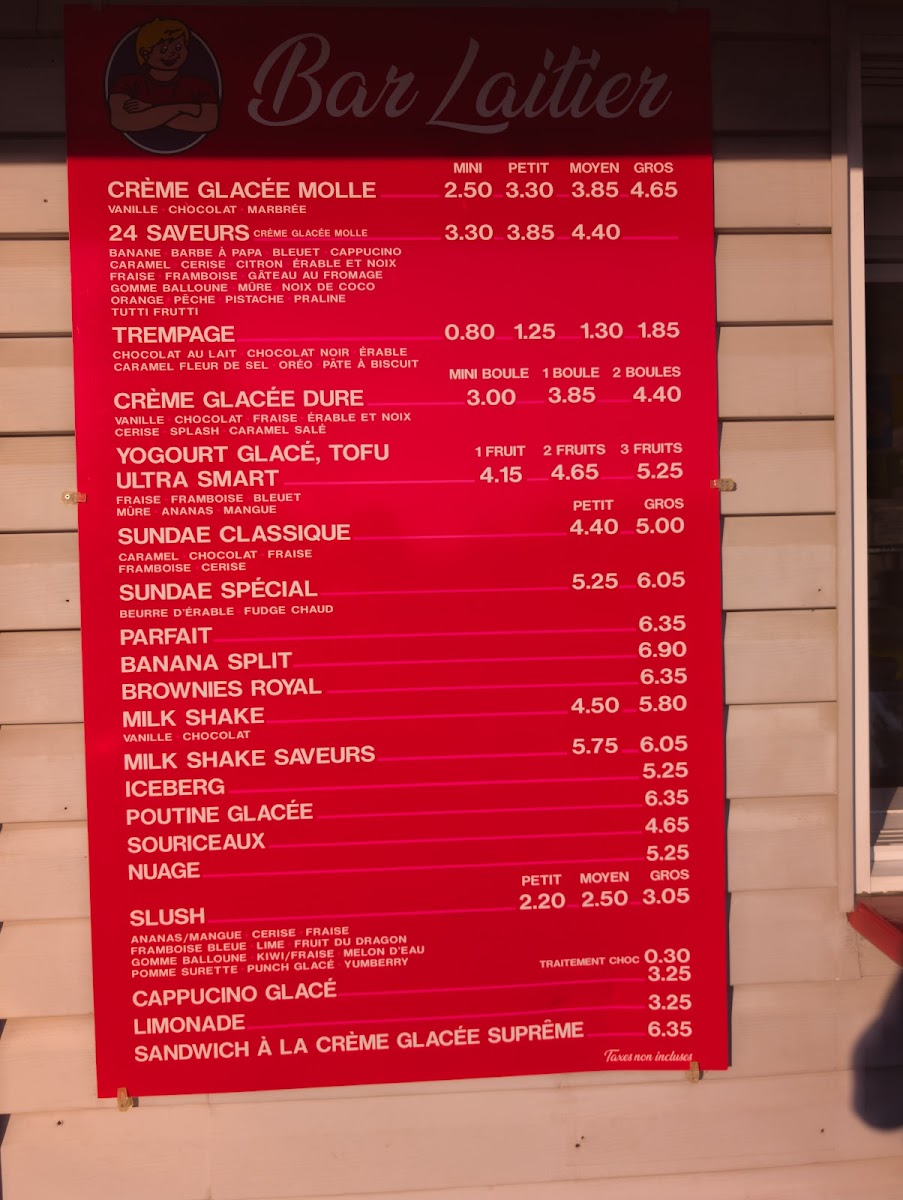 Bar Laitier
MINI PETIT MOYEN GROS
CRÈME GLACÉE MOLLE 2.50 3.30 3.85 4.65
VANILLE · CHOCOLAT · MARBRÉE
24 SAVEURS CRÈME GLACÉE MOLLE 3.30 3.85 4.40
BANANE · BARBE À PAPA · BLEUET · CAPPUCINO
CARAMEL · CERISE · CITRON · ÉRABLE ET NOIX
FRAISE · FRAMBOISE · GÂTEAU AU FROMAGE
GOMME BALLOUNE · MÛRE · NOIX DE COCO
ORANGE · PÊCHE · PISTACHE · PRALINE
TUTTI FRUTTI
TREMPAGE 0.80 1.25 1.30 1.85
CHOCOLAT AU LAIT · CHOCOLAT NOIR · ÉRABLE
CARAMEL FLEUR DE SEL · ORÉO · PÂTE À BISCUIT
MINI BOULE 1 BOULE 2 BOULES
CRÈME GLACÉE DURE 3.00 3.85 4.40
VANILLE · CHOCOLAT · FRAISE · ÉRABLE ET NOIX
CERISE · SPLASH · CARAMEL SALÉ
YOGOURT GLACÉ, TOFU 1 FRUIT 2 FRUITS 3 FRUITS
ULTRA SMART 4.15 4.65 5.25
FRAISE · FRAMBOISE · BLEUET
MÛRE · ANANAS · MANGUE
PETIT GROS
SUNDAE CLASSIQUE 4.40 5.00
CARAMEL · CHOCOLAT · FRAISE
FRAMBOISE · CERISE
SUNDAE SPÉCIAL 5.25 6.05
BEURRE D'ÉRABLE · FUDGE CHAUD
PARFAIT 6.35
BANANA SPLIT 6.90
BROWNIES ROYAL 6.35
MILK SHAKE 4.50 5.80
VANILLE · CHOCOLAT
MILK SHAKE SAVEURS 5.75 6.05
ICEBERG 5.25
POUTINE GLACÉE 6.35
SOURICEAUX 4.65
NUAGE 5.25
PETIT MOYEN GROS
SLUSH 2.20 2.50 3.05
ANANAS/MANGUE · CERISE · FRAISE
FRAMBOISE BLEUE · LIME · FRUIT DU DRAGON
GOMME BALLOUNE · KIWI/FRAISE · MELON D'EAU
POMME SURETTE · PUNCH GLACÉ · YUMBERRY
TRAITEMENT CHOC 0.30
CAPPUCINO GLACÉ 3.25
LIMONADE 3.25
SANDWICH À LA CRÈME GLACÉE SUPRÊME 6.35
Taxes non incluses